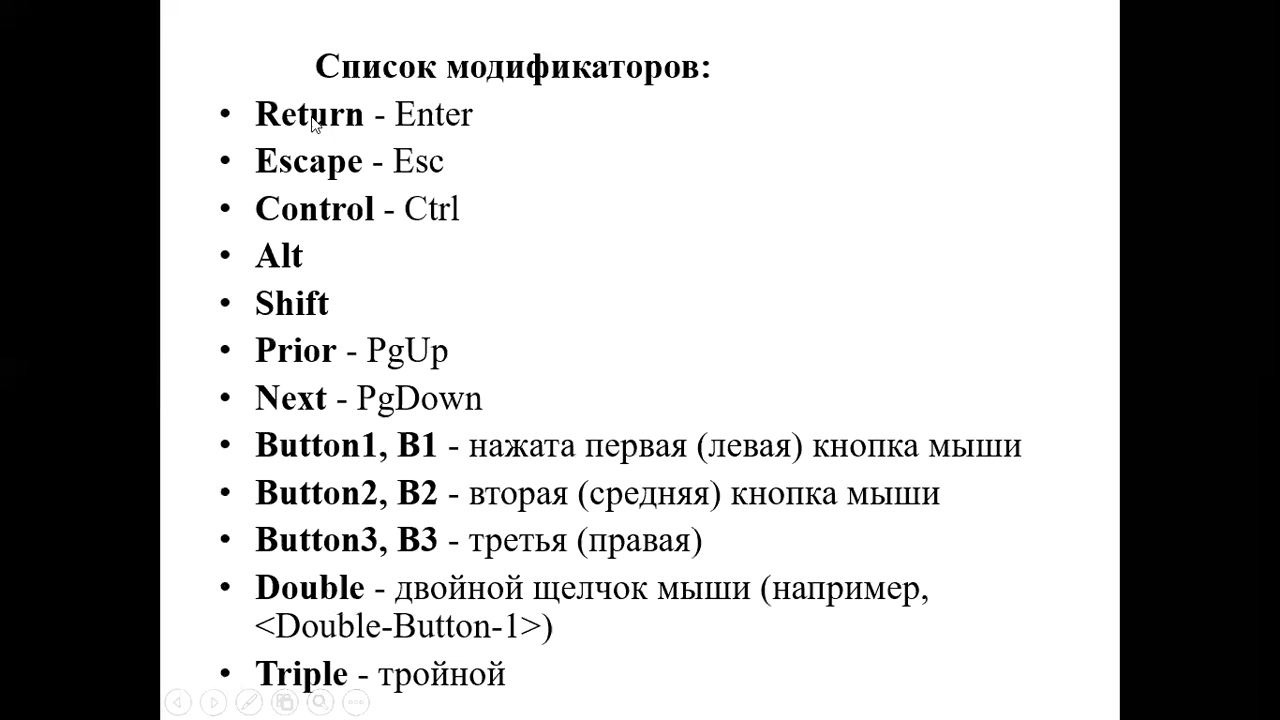 Список модификаторов:
• Return - Enter
• Escape - Esc
• Control - Ctrl
• Alt
• Shift
• Prior - PgUp
• Next - PgDown
• Button1, B1 - нажата первая (левая) кнопка мыши
• Button2, B2 - вторая (средняя) кнопка мыши
• Button3, B3 - третья (правая)
• Double - двойной щелчок мыши (например,
<Double-Button-1>)
• Triple - тройной